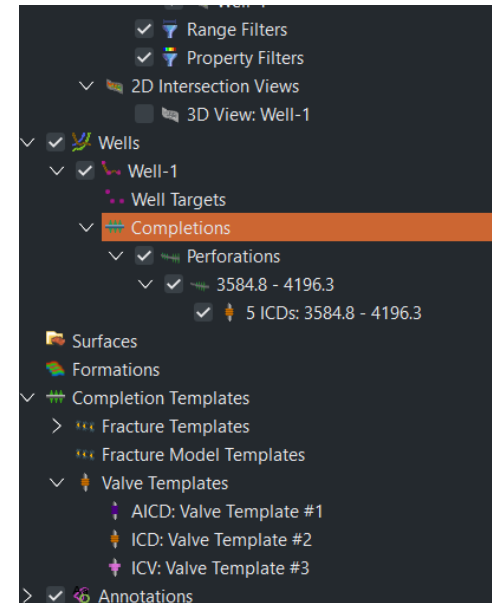 Well-1
Range Filters
Property Filters
2D Intersection Views
3D View: Well-1
Wells
Well-1
Well Targets
Completions
Perforations
3584.8 - 4196.3
5 ICDs: 3584.8 - 4196.3
Surfaces
Formations
Completion Templates
Fracture Templates
Fracture Model Templates
Valve Templates
AICD: Valve Template #1
ICD: Valve Template #2
ICV: Valve Template #3
Annotations